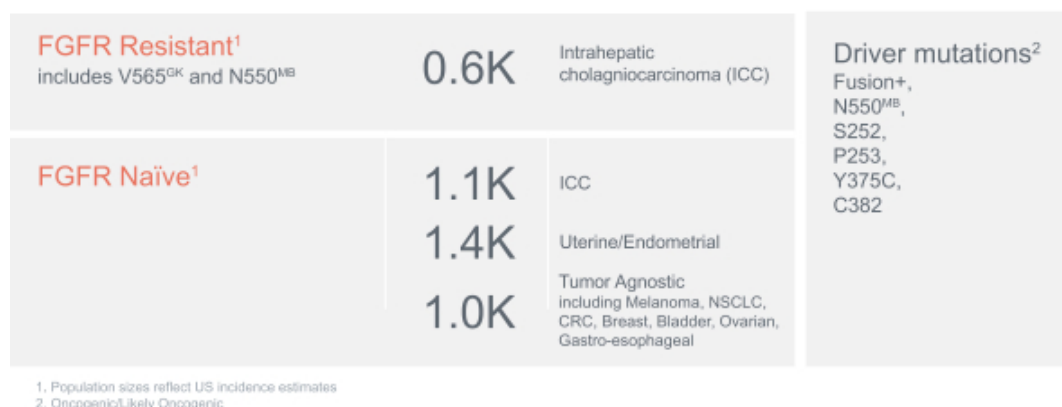 FGFR Resistant¹
includes V565ᴳᴷ and N550ᴹᴮ
0.6K
Intrahepatic
cholagniocarcinoma (ICC)
FGFR Naïve¹
1.1K
ICC
1.4K
Uterine/Endometrial
1.0K
Tumor Agnostic
including Melanoma, NSCLC,
CRC, Breast, Bladder, Ovarian,
Gastro-esophageal
Driver mutations²
Fusion+,
N550ᴹᴮ,
S252,
P253,
Y375C,
C382
1. Population sizes reflect US incidence estimates
2. Oncogenic/Likely Oncogenic